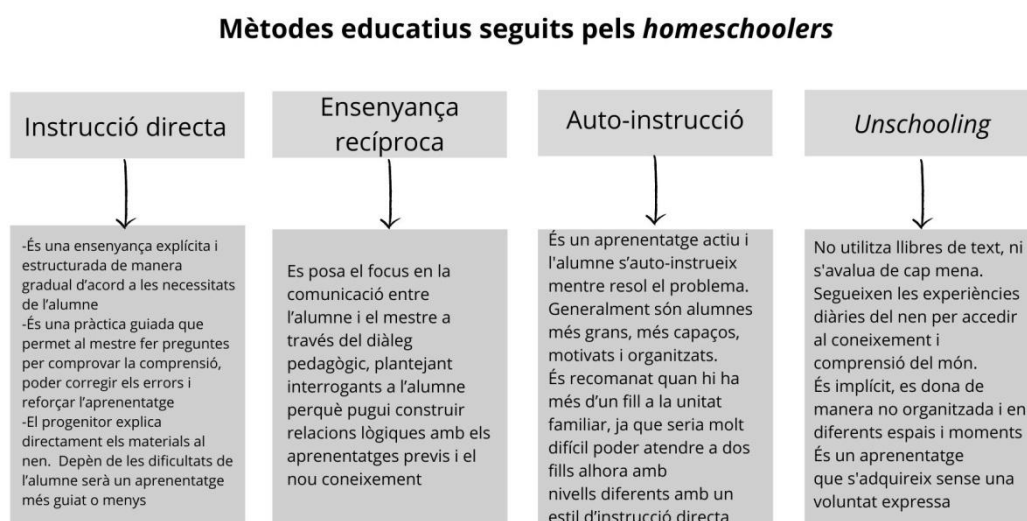 Mètodes educatius seguits pels homeschoolers
Instrucció directa
-És una ensenyança explícita i
estructurada de manera
gradual d’acord a les necessitats
de l’alumne
-És una pràctica guiada que
permet al mestre fer preguntes
per comprovar la comprensió,
poder corregir els errors i
reforçar l’aprenentatge
-El progenitor explica
directament els materials al
nen.  Depèn de les dificultats de
l’alumne serà un aprenentatge
més guiat o menys
Ensenyança
recíproca
Es posa el focus en la
comunicació entre
l’alumne i el mestre a
través del diàleg
pedagògic, plantejant
interrogants a l’alumne
perquè pugui construir
relacions lògiques amb els
aprenentatges previs i el
nou coneixement
Auto-instrucció
És un aprenentatge actiu i
l'alumne s’auto-instrueix
mentre resol el problema.
Generalment són alumnes
més grans, més capaços,
motivats i organitzats.
És recomanat quan hi ha
més d’un fill a la unitat
familiar, ja que seria molt
difícil poder atendre a dos
fills alhora amb
nivells diferents amb un
estil d’instrucció directa
Unschooling
No utilitza llibres de text, ni
s'avalua de cap mena.
Segueixen les experiències
diàries del nen per accedir
al coneixement i
comprensió del món.
És implícit, es dona de
manera no organitzada i en
diferents espais i moments
És un aprenentatge
que s'adquireix sense una
voluntat expressa